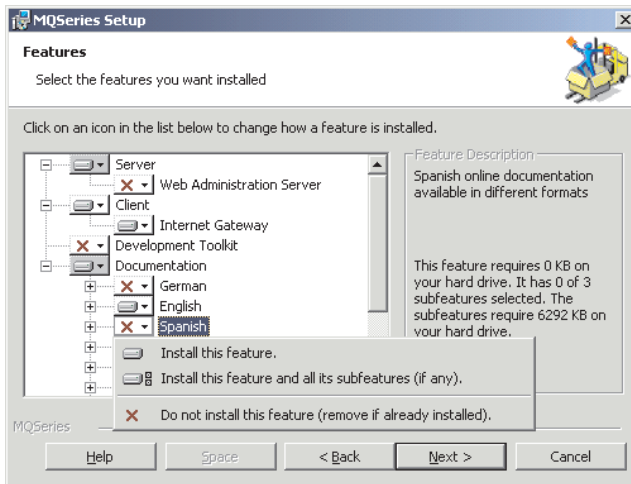 MQSeries Setup
Features
Select the features you want installed
Click on an icon in the list below to change how a feature is installed.
Server
Web Administration Server
Client
Internet Gateway
Development Toolkit
Documentation
German
English
Spanish
Feature Description
Spanish online documentation
available in different formats
This feature requires 0 KB on
your hard drive. It has 0 of 3
subfeatures selected. The
subfeatures require 6292 KB on
your hard drive.
Install this feature.
Install this feature and all its subfeatures (if any).
Do not install this feature (remove if already installed).
MQSeries
Help
Space
< Back
Next >
Cancel